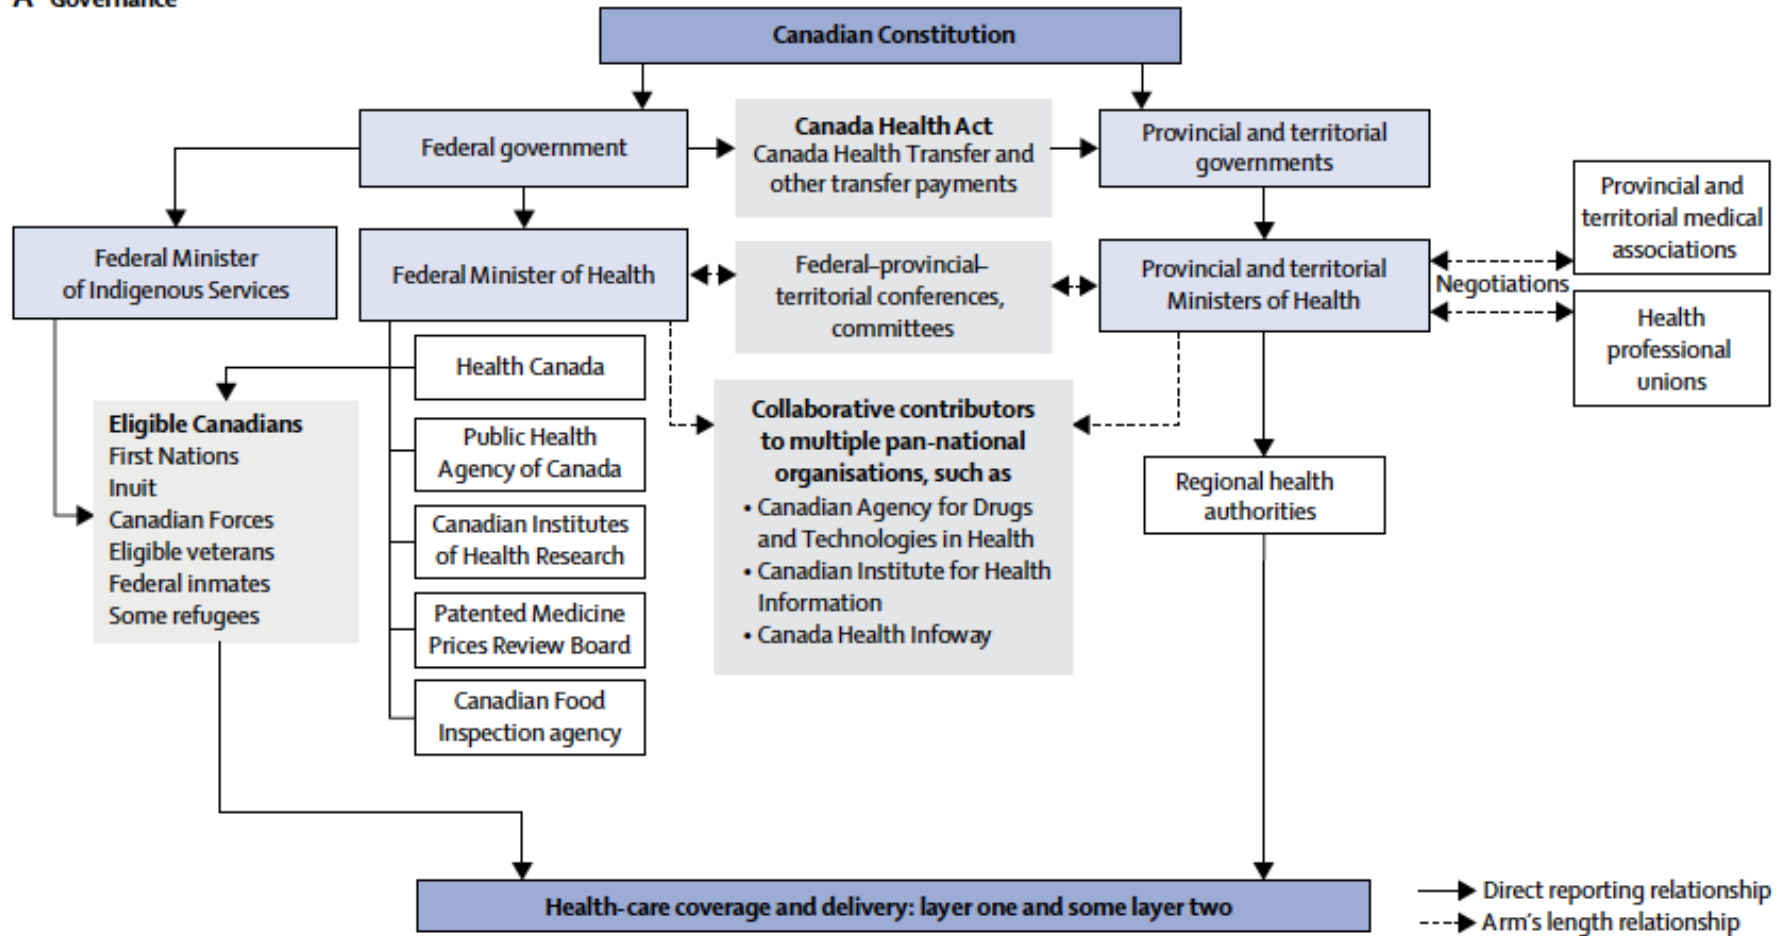 A Governance
Canadian Constitution
Federal government
Canada Health Act
Canada Health Transfer and
other transfer payments
Provincial and territorial
governments
Provincial and
territorial medical
associations
Federal Minister
of Indigenous Services
Federal Minister of Health
Federal–provincial–
territorial conferences,
committees
Provincial and territorial
Ministers of Health
Negotiations
Health
professional
unions
Health Canada
Eligible Canadians
First Nations
Inuit
Canadian Forces
Eligible veterans
Federal inmates
Some refugees
Public Health
Agency of Canada
Canadian Institutes
of Health Research
Patented Medicine
Prices Review Board
Canadian Food
Inspection agency
Collaborative contributors
to multiple pan-national
organisations, such as
• Canadian Agency for Drugs
and Technologies in Health
• Canadian Institute for Health
Information
• Canada Health Infoway
Regional health
authorities
Health-care coverage and delivery: layer one and some layer two
Direct reporting relationship
Arm's length relationship